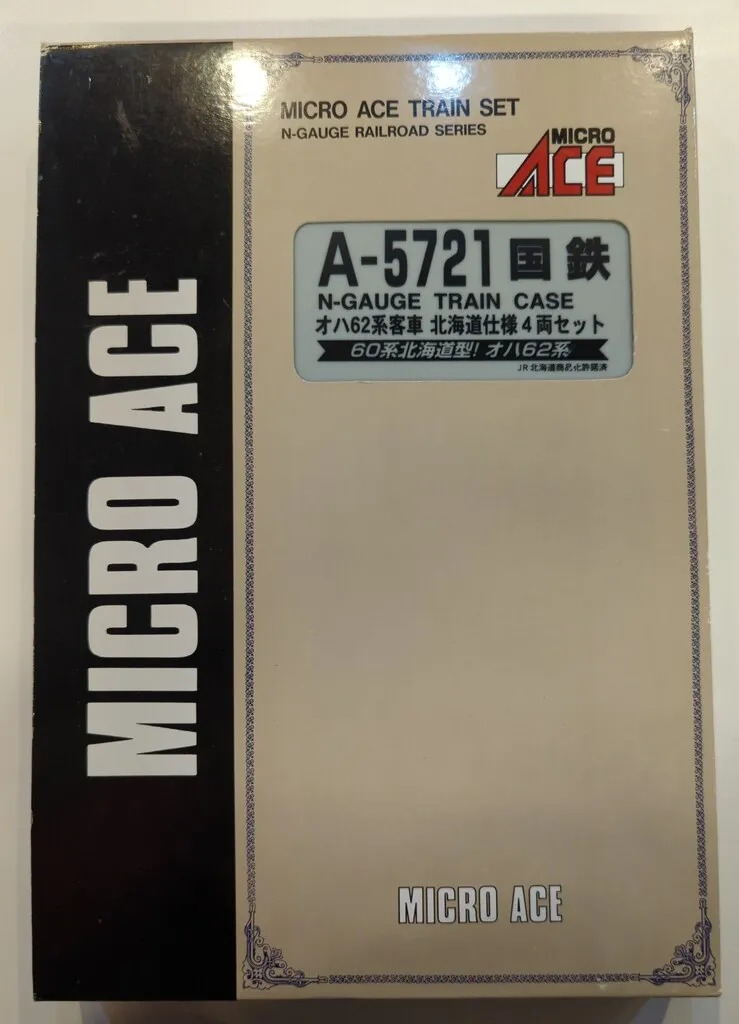 MICRO ACE
MICRO ACE TRAIN SET
N-GAUGE RAILROAD SERIES
MICRO
ACE
A-5721 国鉄
N-GAUGE TRAIN CASE
オハ62系客車 北海道仕様4両セット
60系北海道型! オハ62系
JR北海道商品化許諾済
MICRO ACE